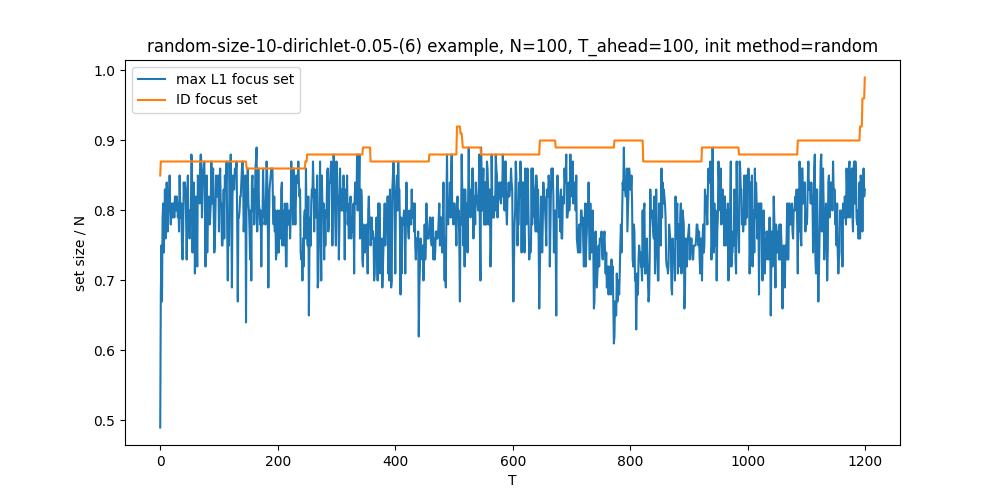 random-size-10-dirichlet-0.05-(6) example, N=100, T_ahead=100, init method=random
max L1 focus set
ID focus set
1.0
0.9
0.8
0.7
0.6
0.5
set size / N
0 200 400 600 800 1000 1200
T